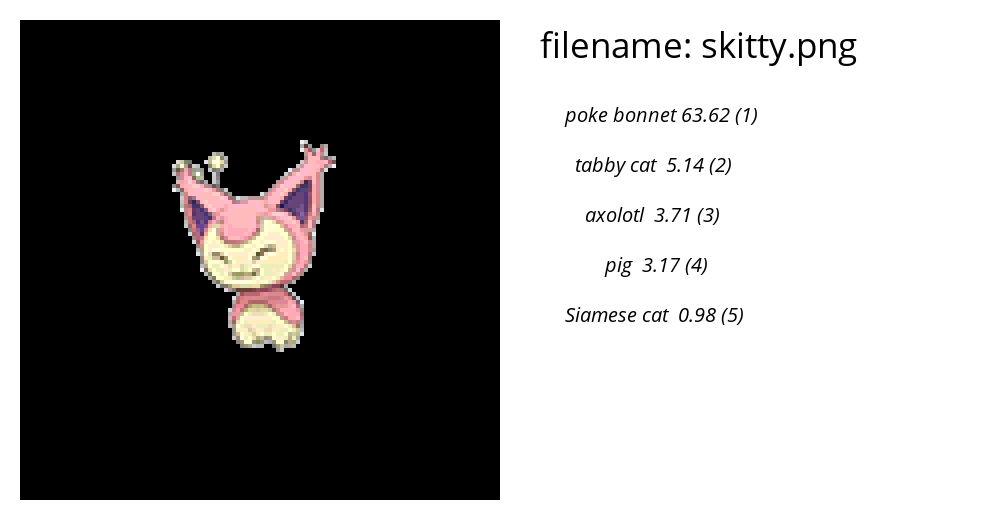 filename: skitty.png
poke bonnet 63.62 (1)
tabby cat 5.14 (2)
axolotl 3.71 (3)
pig 3.17 (4)
Siamese cat 0.98 (5)